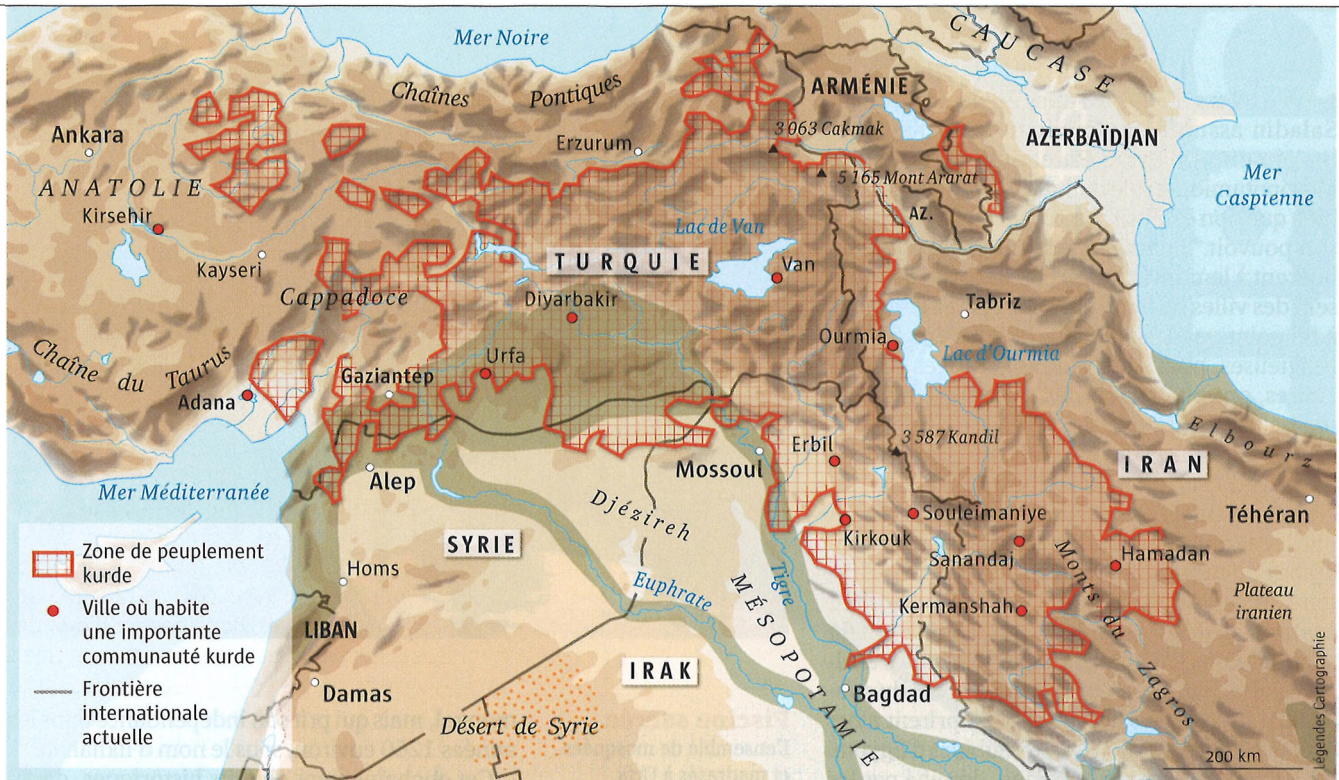 Mer Noire
CAUCASE
Chaînes Pontiques
ARMÉNIE
Ankara
Erzurum
3 063 Cakmak
AZERBAÏDJAN
ANATOLIE
5 165 Mont Ararat
Mer
Caspienne
Kirsehir
AZ.
Lac de Van
Kayseri
TURQUIE
Van
Cappadoce
Diyarbakir
Tabriz
Ourmia
Lac d'Ourmia
Chaîne du Taurus
Urfa
Gaziantep
Adana
Elbourz
3 587 Kandil
Erbil
IRAN
Mossoul
Alep
Mer Méditerranée
Djézireh
Souleimaniye
Téhéran
Kirkouk
SYRIE
Sanandaj
Hamadan
Zone de peuplement
kurde
Homs
Euphrate
Tigre
Monts du Zagros
Plateau
iranien
Ville où habite
une importante
communauté kurde
Kermanshah
MÉSOPOTAMIE
LIBAN
IRAK
Frontière
internationale
actuelle
Damas
Bagdad
Désert de Syrie
200 km
Légendes Cartographie